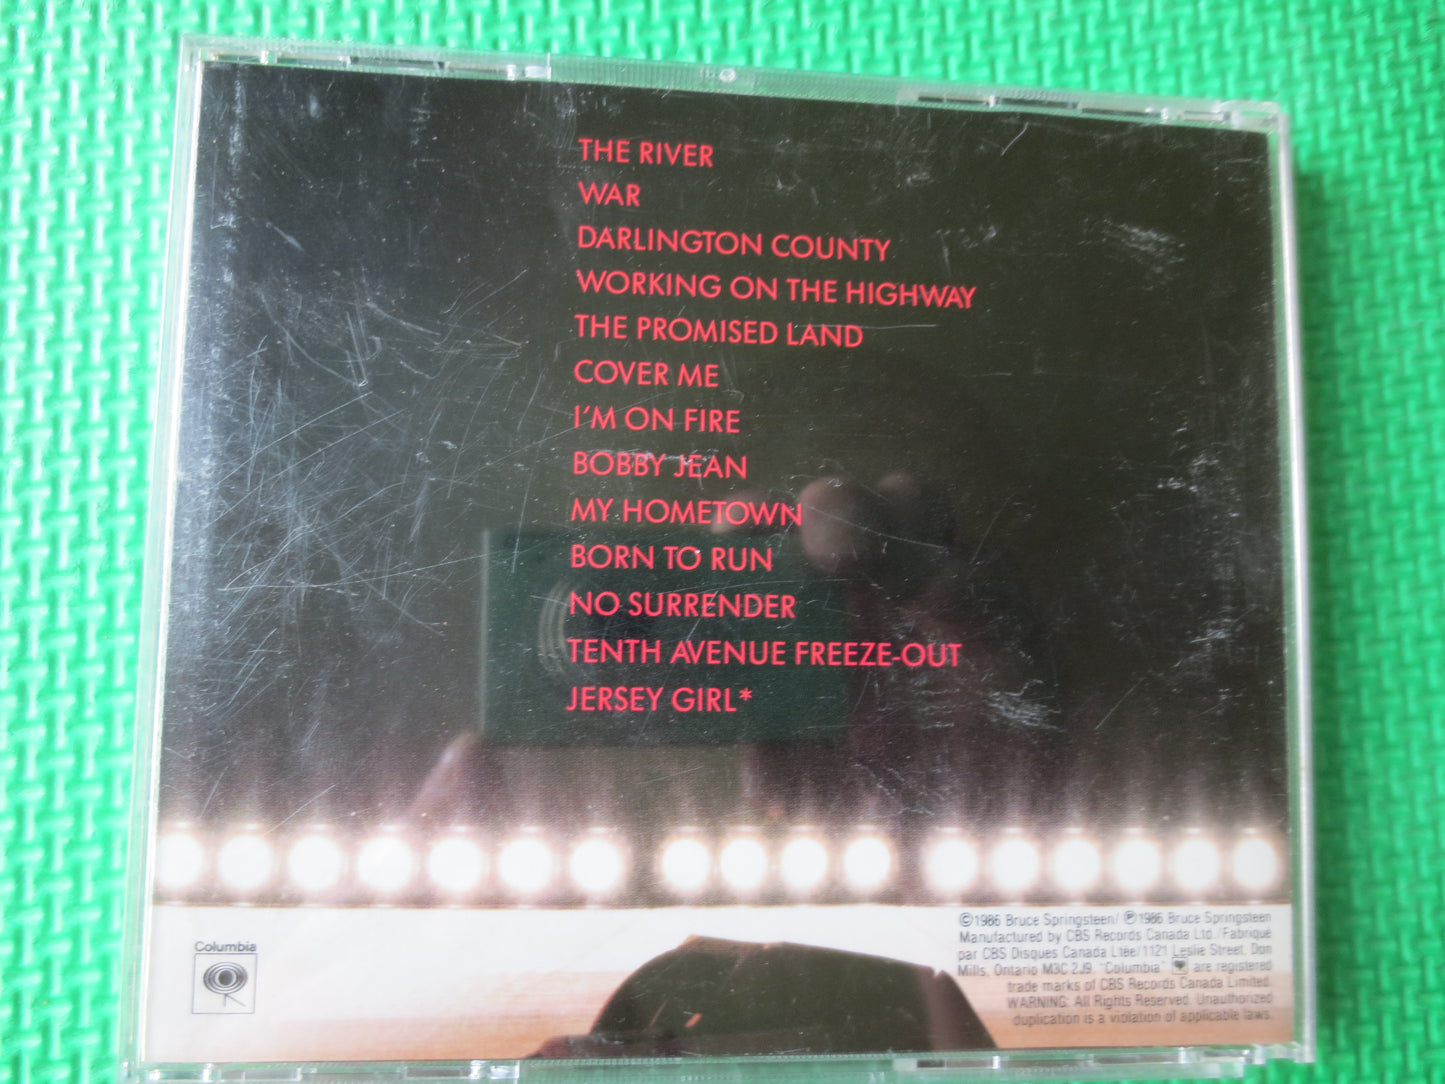 THE RIVER
WAR
DARLINGTON COUNTY
WORKING ON THE HIGHWAY
THE PROMISED LAND
COVER ME
I'M ON FIRE
BOBBY JEAN
MY HOMETOWN
BORN TO RUN
NO SURRENDER
TENTH AVENUE FREEZE-OUT
JERSEY GIRL*
Columbia
©1986 Bruce Springsteen/ ℗1986 Bruce Springsteen
Manufactured by CBS Records Canada Ltd./Fabriqué
par CBS Disques Canada Ltée/1121 Leslie Street, Don
Mills, Ontario M3C 2J9. "Columbia" are registered
trade marks of CBS Records Canada Limited.
WARNING: All Rights Reserved. Unauthorized
duplication is a violation of applicable laws.